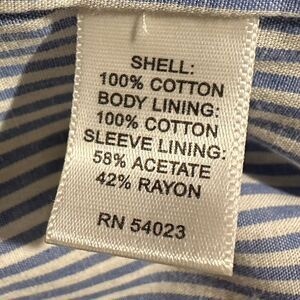 SHELL:
100% COTTON
BODY LINING:
100% COTTON
SLEEVE LINING:
58% ACETATE
42% RAYON
RN 54023